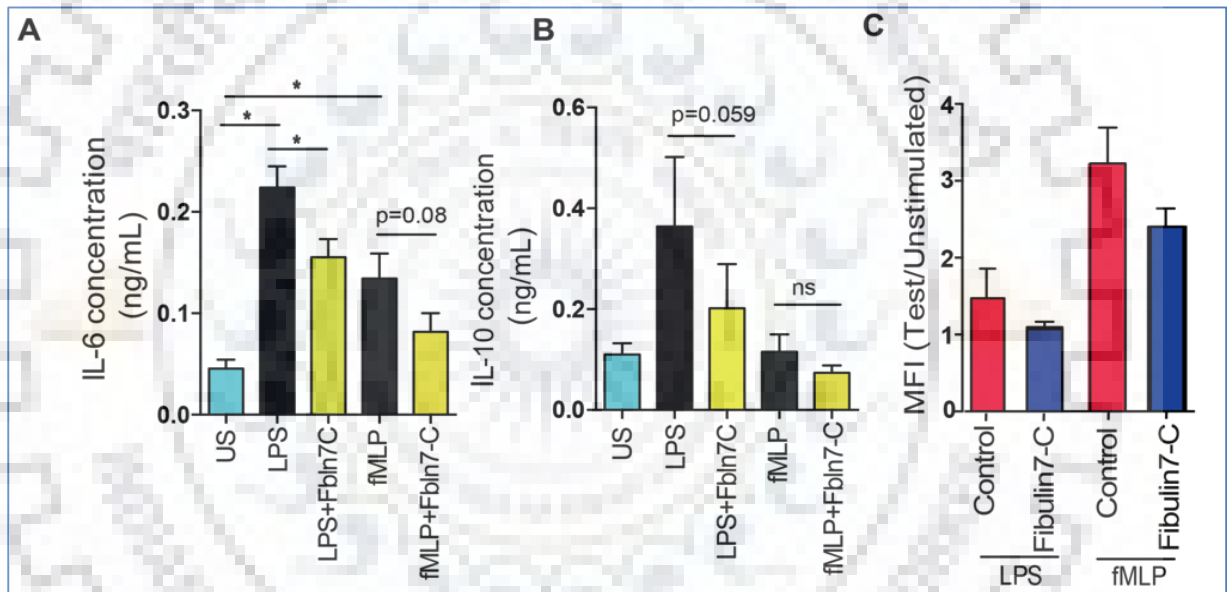 A
IL-6 concentration
(ng/mL)
0.3
0.2
0.1
0.0
*
*
*
p=0.08
US
LPS
LPS+Fbln7C
fMLP
fMLP+Fbln7-C
B
IL-10 concentration
(ng/mL)
0.6
0.4
0.2
0.0
p=0.059
ns
US
LPS
LPS+Fbln7C
fMLP
fMLP+Fbln7-C
C
MFI (Test/Unstimulated)
4
3
2
1
0
Control
Fibulin7-C
Control
Fibulin7-C
LPS
fMLP